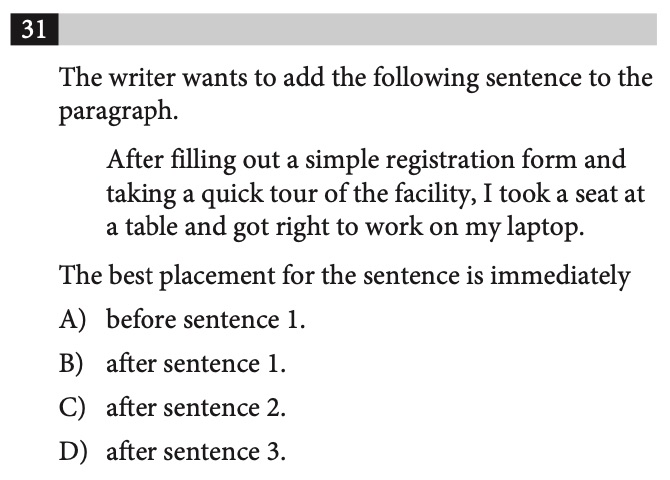 31
The writer wants to add the following sentence to the
paragraph.
After filling out a simple registration form and
taking a quick tour of the facility, I took a seat at
a table and got right to work on my laptop.
The best placement for the sentence is immediately
A) before sentence 1.
B) after sentence 1.
C) after sentence 2.
D) after sentence 3.